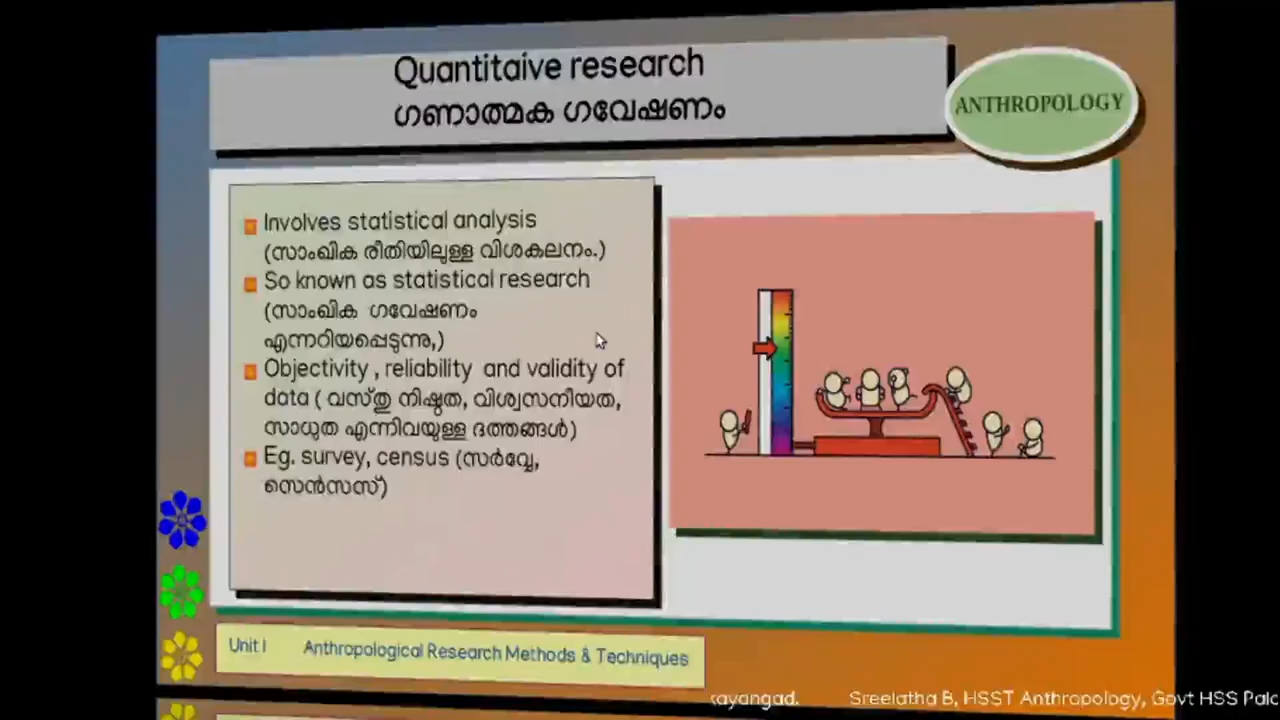 Quantitaive research
ഗണാത്മക ഗവേഷണം
ANTHROPOLOGY
Involves statistical analysis
(സാംഖിക രീതിയിലുള്ള വിശകലനം.)
So known as statistical research
(സാംഖിക ഗവേഷണം
എന്നറിയപ്പെടുന്നു,)
Objectivity , reliability and validity of
data ( വസ്തു നിഷ്ഠത, വിശ്വസനീയത,
സാധുത എന്നിവയുള്ള ദത്തങ്ങൾ)
Eg. survey, census (സർവ്വേ,
സെൻസസ്)
Unit I Anthropological Research Methods & Techniques
Sreelatha B, HSST Anthropology, Govt HSS